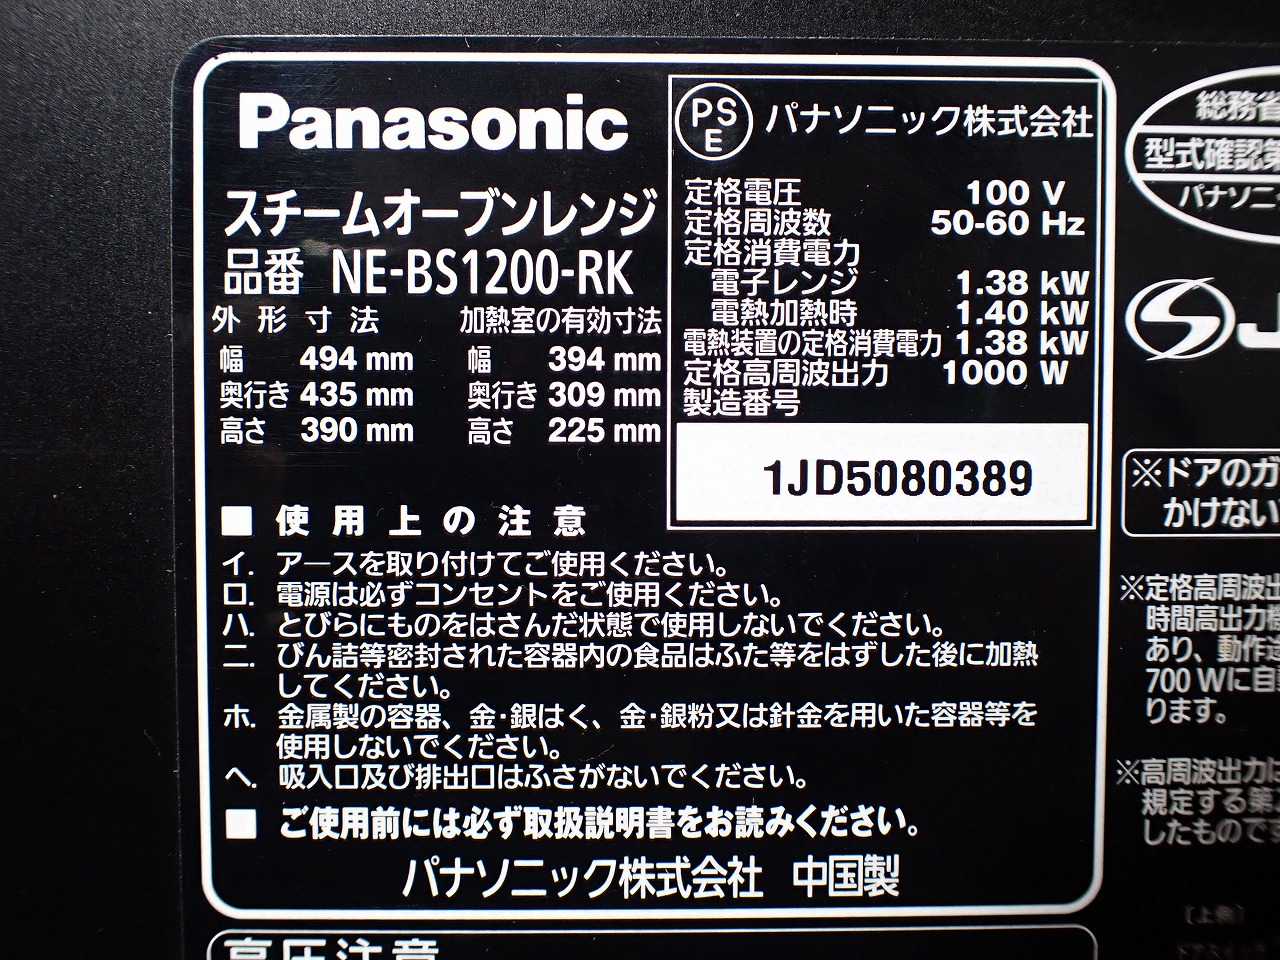 Panasonic
スチームオーブンレンジ
品番 NE-BS1200-RK
外形寸法 加熱室の有効寸法
幅 494 mm 幅 394 mm
奥行き 435 mm 奥行き 309 mm
高さ 390 mm 高さ 225 mm
PS
E
パナソニック株式会社
定格電圧 100 V
定格周波数 50-60 Hz
定格消費電力
電子レンジ 1.38 kW
電熱加熱時 1.40 kW
電熱装置の定格消費電力 1.38 kW
定格高周波出力 1000 W
製造番号
1JD5080389
■ 使用上の注意
イ. アースを取り付けてご使用ください。
ロ. 電源は必ずコンセントをご使用ください。
ハ. とびらにものをはさんだ状態で使用しないでください。
ニ. びん詰等密封された容器内の食品はふた等をはずした後に加熱
してください。
ホ. 金属製の容器、金・銀はく、金・銀粉又は針金を用いた容器等を
使用しないでください。
ヘ. 吸入口及び排出口はふさがないでください。
■ ご使用前には必ず取扱説明書をお読みください。
パナソニック株式会社 中国製
高圧注意
総務省
型式確認第
パナソニ
J
※ドアのガ
かけない
※定格高周波出
時間高出力機
あり、動作
700 Wに自動
ります。
※高周波出力は
規定する第
したものです
［上側］